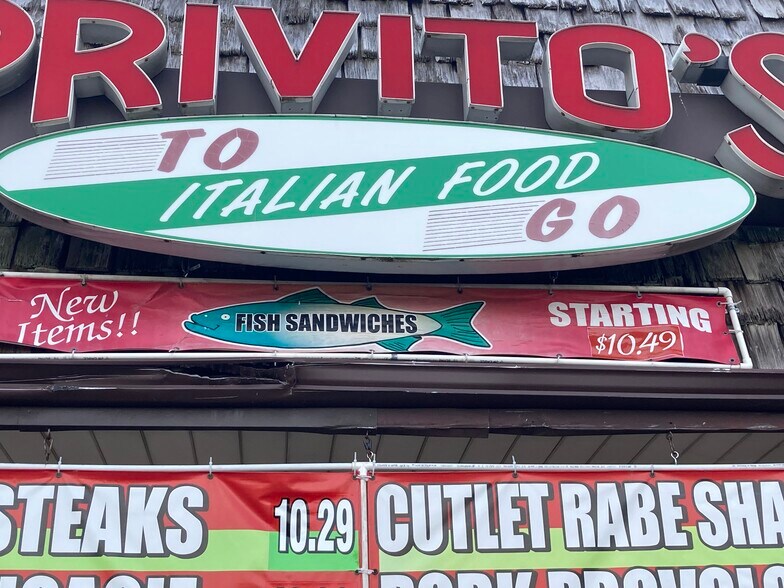 PRIVITO'S
TO
ITALIAN FOOD
GO
New
Items!!
FISH SANDWICHES
STARTING
$10.49
STEAKS 10.29
CUTLET RABE SHA